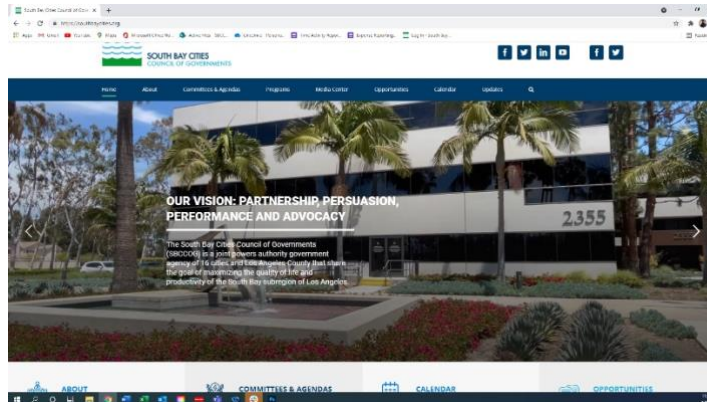 SOUTH BAY CITIES
COUNCIL OF GOVERNMENTS
Home About Committees & Agendas Programs Media Center Opportunities Calendar Updates
OUR VISION: PARTNERSHIP, PERSUASION,
PERFORMANCE AND ADVOCACY
2355
The South Bay Cities Council of Governments
(SBCCOG) is a joint powers authority government
agency of 16 cities and Los Angeles County that share
the goal of maximizing the quality of life and
productivity of the South Bay subregion of Los Angeles
ABOUT COMMITTEES & AGENDAS CALENDAR OPPORTUNITIES